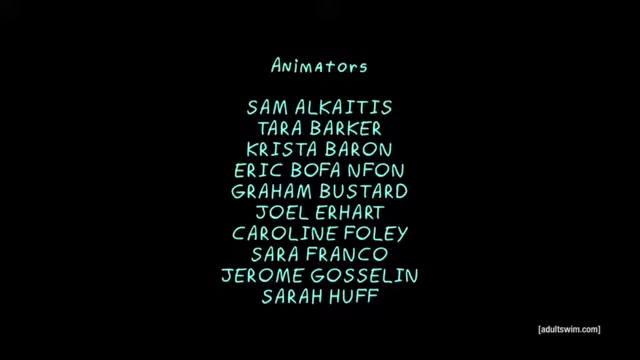 Animators
SAM ALKAITIS
TARA BARKER
KRISTA BARON
ERIC BOFA NFON
GRAHAM BUSTARD
JOEL ERHART
CAROLINE FOLEY
SARA FRANCO
JEROME GOSSELIN
SARAH HUFF
[adultswim.com]